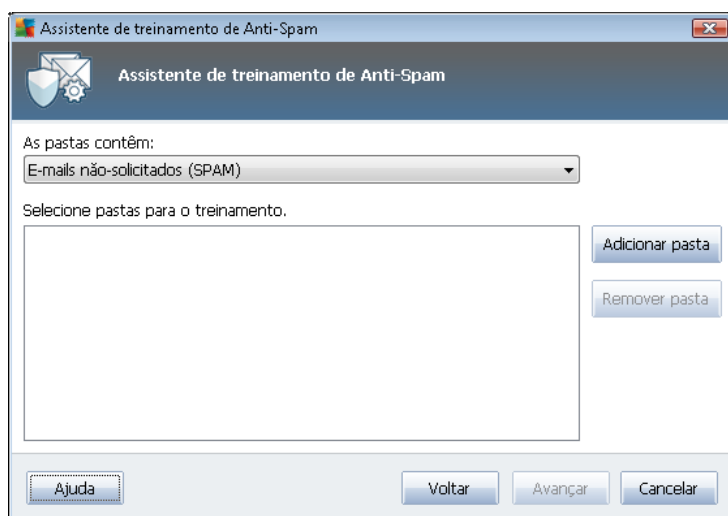 Assistente de treinamento de Anti-Spam
Assistente de treinamento de Anti-Spam
As pastas contêm:
E-mails não-solicitados (SPAM)
Selecione pastas para o treinamento.
Adicionar pasta
Remover pasta
Ajuda
Voltar
Avançar
Cancelar